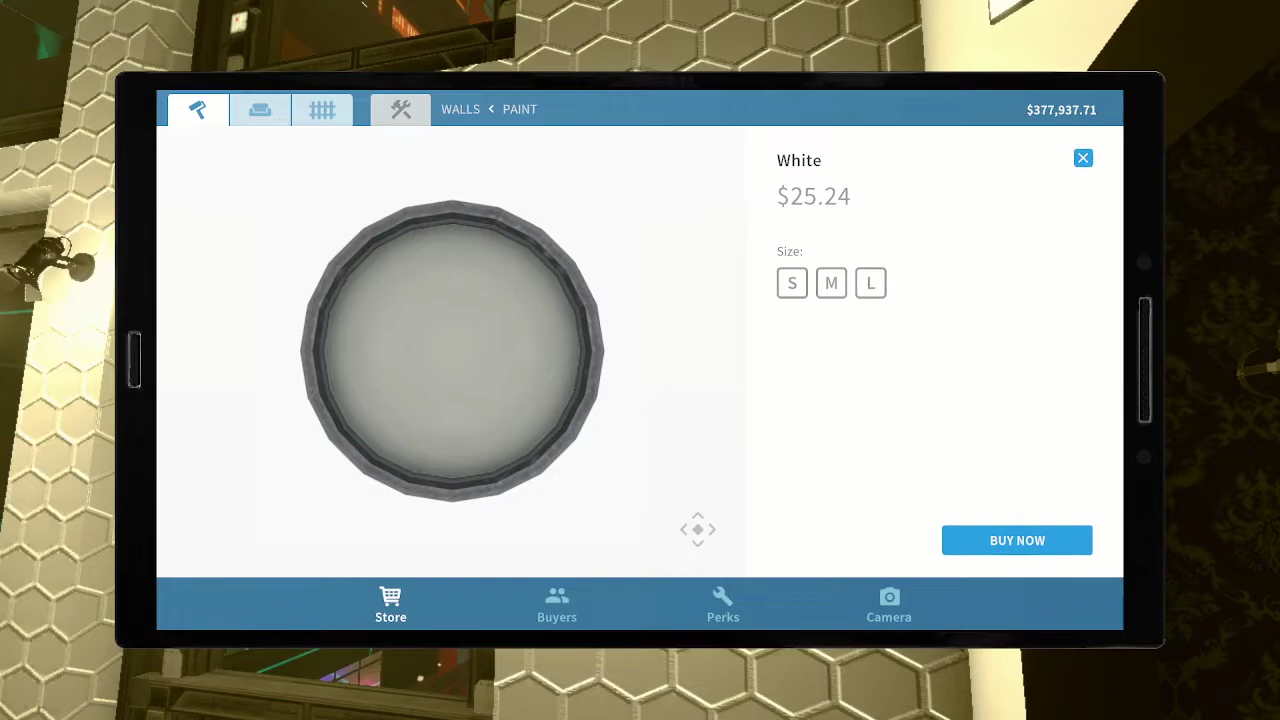 WALLS < PAINT
$377,937.71
White
$25.24
Size:
S M L
BUY NOW
Store Buyers Perks Camera